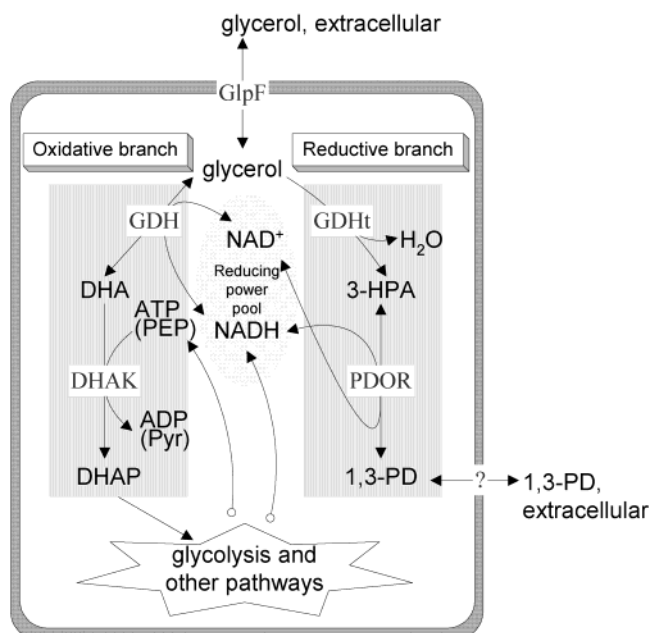 glycerol, extracellular
GlpF
Oxidative branch
Reductive branch
glycerol
GDH
GDHt
NAD⁺
H₂O
Reducing
power
pool
DHA
3-HPA
ATP
(PEP)
NADH
DHAK
PDOR
ADP
(Pyr)
DHAP
1,3-PD
?
1,3-PD,
extracellular
glycolysis and
other pathways